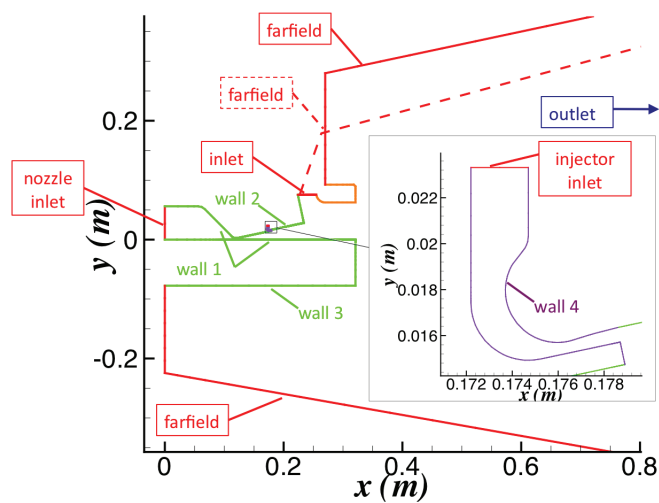 farfield
farfield
0.2
outlet
inlet
injector
inlet
nozzle
inlet
wall 2
0.022
y (m)
0
0.02
y (m)
wall 1
0.018
wall 4
wall 3
0.016
-0.2
0.172 0.174 0.176 0.178
x (m)
farfield
0 0.2 0.4 0.6 0.8
x (m)